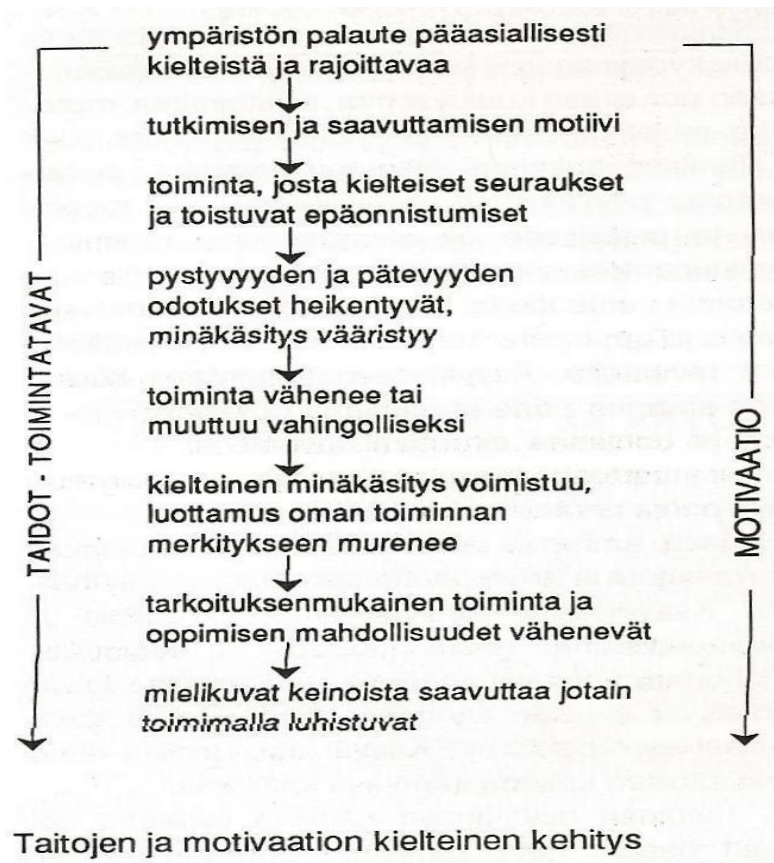 ympäristön palaute pääasiallisesti
kielteistä ja rajoittavaa
tutkimisen ja saavuttamisen motiivi
toiminta, josta kielteiset seuraukset
ja toistuvat epäonnistumiset
pystyvyyden ja pätevyyden
odotukset heikentyvät,
minäkäsitys vääristyy
toiminta vähenee tai
muuttuu vahingolliseksi
kielteinen minäkäsitys voimistuu,
luottamus oman toiminnan
merkitykseen murenee
tarkoituksenmukainen toiminta ja
oppimisen mahdollisuudet vähenevät
mielikuvat keinoista saavuttaa jotain
toimimalla luhistuvat
TAIDOT TOIMINTATAVAT
MOTIVAATIO
Taitojen ja motivaation kielteinen kehitys